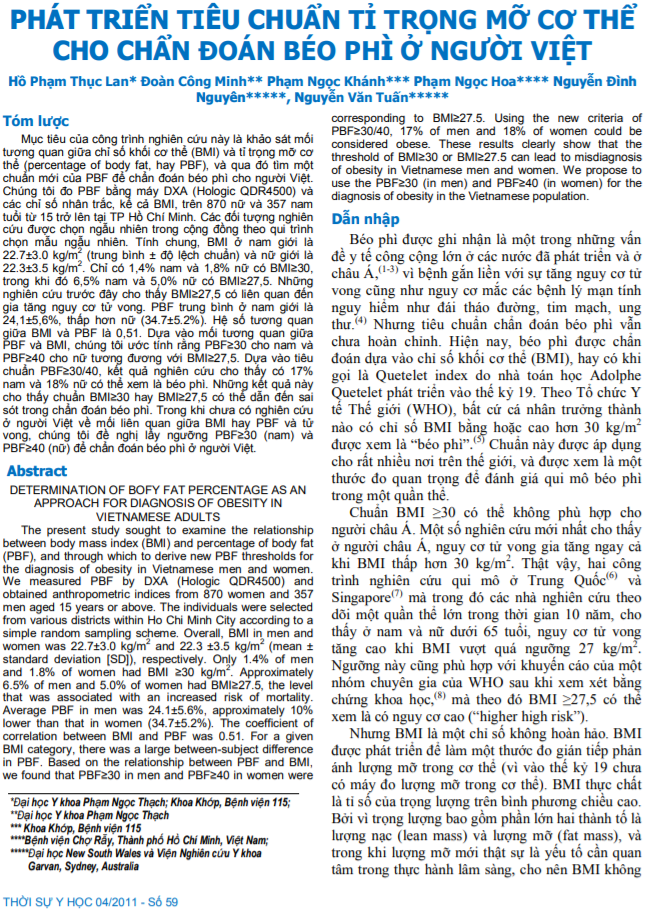 PHÁT TRIỂN TIÊU CHUẨN TỈ TRỌNG MỠ CƠ THỂ
CHO CHẨN ĐOÁN BÉO PHÌ Ở NGƯỜI VIỆT
Hồ Phạm Thục Lan* Đoàn Công Minh** Phạm Ngọc Khánh*** Phạm Ngọc Hoa**** Nguyễn Đình
Nguyên*****, Nguyễn Văn Tuấn*****
Tóm lược
Mục tiêu của công trình nghiên cứu này là khảo sát mối
tương quan giữa chỉ số khối cơ thể (BMI) và tỉ trọng mỡ cơ
thể (percentage of body fat, hay PBF), và qua đó tìm một
chuẩn mới của PBF để chẩn đoán béo phì cho người Việt.
Chúng tôi đo PBF bằng máy DXA (Hologic QDR4500) và
các chỉ số nhân trắc, kể cả BMI, trên 870 nữ và 357 nam
tuổi từ 15 trở lên tại TP Hồ Chí Minh. Các đối tượng nghiên
cứu được chọn ngẫu nhiên trong cộng đồng theo qui trình
chọn mẫu ngẫu nhiên. Tính chung, BMI ở nam giới là
22.7±3.0 kg/m² (trung bình ± độ lệch chuẩn) và nữ giới là
22.3±3.5 kg/m². Chỉ có 1,4% nam và 1,8% nữ có BMI≥30,
trong khi đó 6,5% nam và 5,0% nữ có BMI≥27,5. Những
nghiên cứu trước đây cho thấy BMI≥27,5 có liên quan đến
gia tăng nguy cơ tử vong. PBF trung bình ở nam giới là
24,1±5,6%, thấp hơn nữ (34.7±5.2%). Hệ số tương quan
giữa BMI và PBF là 0,51. Dựa vào mối tương quan giữa
PBF và BMI, chúng tôi ước tính rằng PBF≥30 cho nam và
PBF≥40 cho nữ tương đương với BMI≥27,5. Dựa vào tiêu
chuẩn PBF≥30/40, kết quả nghiên cứu cho thấy có 17%
nam và 18% nữ có thể xem là béo phì. Những kết quả này
cho thấy chuẩn BMI≥30 hay BMI≥27,5 có thể dẫn đến sai
sót trong chẩn đoán béo phì. Trong khi chưa có nghiên cứu
ở người Việt về mối liên quan giữa BMI hay PBF và tử
vong, chúng tôi đề nghị lấy ngưỡng PBF≥30 (nam) và
PBF≥40 (nữ) để chẩn đoán béo phì ở người Việt.
Abstract
DETERMINATION OF BOFY FAT PERCENTAGE AS AN
APPROACH FOR DIAGNOSIS OF OBESITY IN
VIETNAMESE ADULTS
The present study sought to examine the relationship
between body mass index (BMI) and percentage of body fat
(PBF), and through which to derive new PBF thresholds for
the diagnosis of obesity in Vietnamese men and women.
We measured PBF by DXA (Hologic QDR4500) and
obtained anthropometric indices from 870 women and 357
men aged 15 years or above. The individuals were selected
from various districts within Ho Chi Minh City according to a
simple random sampling scheme. Overall, BMI in men and
women was 22.7±3.0 kg/m² and 22.3 ±3.5 kg/m² (mean ±
standard deviation [SD]), respectively. Only 1.4% of men
and 1.8% of women had BMI ≥30 kg/m². Approximately
6.5% of men and 5.0% of women had BMI≥27.5, the level
that was associated with an increased risk of mortality.
Average PBF in men was 24.1±5.6%, approximately 10%
lower than that in women (34.7±5.2%). The coefficient of
correlation between BMI and PBF was 0.51. For a given
BMI category, there was a large between-subject difference
in PBF. Based on the relationship between PBF and BMI,
we found that PBF≥30 in men and PBF≥40 in women were
*Đại học Y khoa Phạm Ngọc Thạch; Khoa Khớp, Bệnh viện 115;
**Đại học Y khoa Phạm Ngọc Thạch
*** Khoa Khớp, Bệnh viện 115
****Bệnh viện Chợ Rẫy, Thành phố Hồ Chí Minh, Việt Nam;
*****Đại học New South Wales và Viện Nghiên cứu Y khoa
Garvan, Sydney, Australia
corresponding to BMI≥27.5. Using the new criteria of
PBF≥30/40, 17% of men and 18% of women could be
considered obese. These results clearly show that the
threshold of BMI≥30 or BMI≥27.5 can lead to misdiagnosis
of obesity in Vietnamese men and women. We propose to
use the PBF≥30 (in men) and PBF≥40 (in women) for the
diagnosis of obesity in the Vietnamese population.
Dẫn nhập
Béo phì được ghi nhận là một trong những vấn
đề y tế công cộng lớn ở các nước đã phát triển và ở
châu Á,(1-3) vì bệnh gắn liền với sự tăng nguy cơ tử
vong cũng như nguy cơ mắc các bệnh lý mạn tính
nguy hiểm như đái tháo đường, tim mạch, ung
thư.(4) Nhưng tiêu chuẩn chẩn đoán béo phì vẫn
chưa hoàn chỉnh. Hiện nay, béo phì được chẩn
đoán dựa vào chỉ số khối cơ thể (BMI), hay có khi
gọi là Quetelet index do nhà toán học Adolphe
Quetelet phát triển vào thế kỷ 19. Theo Tổ chức Y
tế Thế giới (WHO), bất cứ cá nhân trưởng thành
nào có chỉ số BMI bằng hoặc cao hơn 30 kg/m²
được xem là “béo phì”.(5) Chuẩn này được áp dụng
cho rất nhiều nơi trên thế giới, và được xem là một
thước đo quan trọng để đánh giá qui mô béo phì
trong một quần thể.
Chuẩn BMI ≥30 có thể không phù hợp cho
người châu Á. Một số nghiên cứu mới nhất cho thấy
ở người châu Á, nguy cơ tử vong gia tăng ngay cả
khi BMI thấp hơn 30 kg/m². Thật vậy, hai công
trình nghiên cứu qui mô ở Trung Quốc(6) và
Singapore(7) mà trong đó các nhà nghiên cứu theo
dõi một quần thể lớn trong thời gian 10 năm, cho
thấy ở nam và nữ dưới 65 tuổi, nguy cơ tử vong
tăng cao khi BMI vượt quá ngưỡng 27 kg/m².
Ngưỡng này cũng phù hợp với khuyến cáo của một
nhóm chuyên gia của WHO sau khi xem xét bằng
chứng khoa học,(8) mà theo đó BMI ≥27,5 có thể
xem là có nguy cơ cao (“higher high risk”).
Nhưng BMI là một chỉ số không hoàn hảo. BMI
được phát triển để làm một thước đo gián tiếp phản
ánh lượng mỡ trong cơ thể (vì vào thế kỷ 19 chưa
có máy đo lượng mỡ trong cơ thể). BMI thực chất
là tỉ số của trọng lượng trên bình phương chiều cao.
Bởi vì trọng lượng bao gồm phần lớn hai thành tố là
lượng nạc (lean mass) và lượng mỡ (fat mass), và
trong khi lượng mỡ mới thật sự là yếu tố cần quan
tâm trong thực hành lâm sàng, cho nên BMI không
THỜI SỰ Y HỌC 04/2011 - Số 59